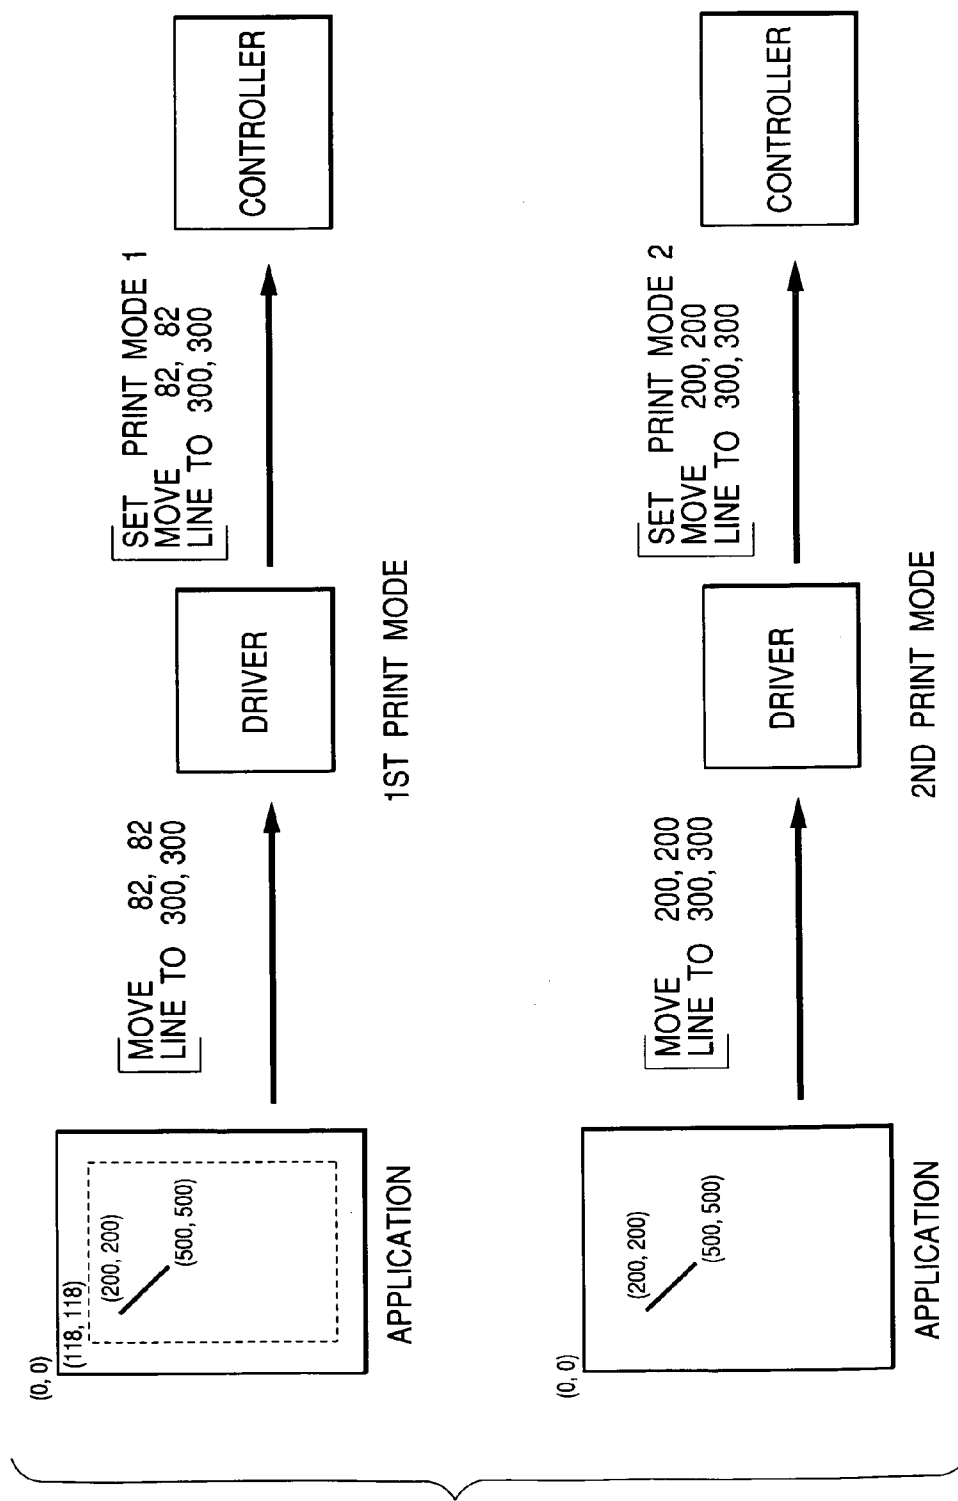 (0, 0)
(118, 118)
(200, 200)
(500, 500)
APPLICATION
MOVE 82, 82
LINE TO 300, 300
DRIVER
1ST PRINT MODE
SET PRINT MODE 1
MOVE 82, 82
LINE TO 300, 300
CONTROLLER
(0, 0)
(200, 200)
(500, 500)
APPLICATION
MOVE 200, 200
LINE TO 300, 300
DRIVER
2ND PRINT MODE
SET PRINT MODE 2
MOVE 200, 200
LINE TO 300, 300
CONTROLLER